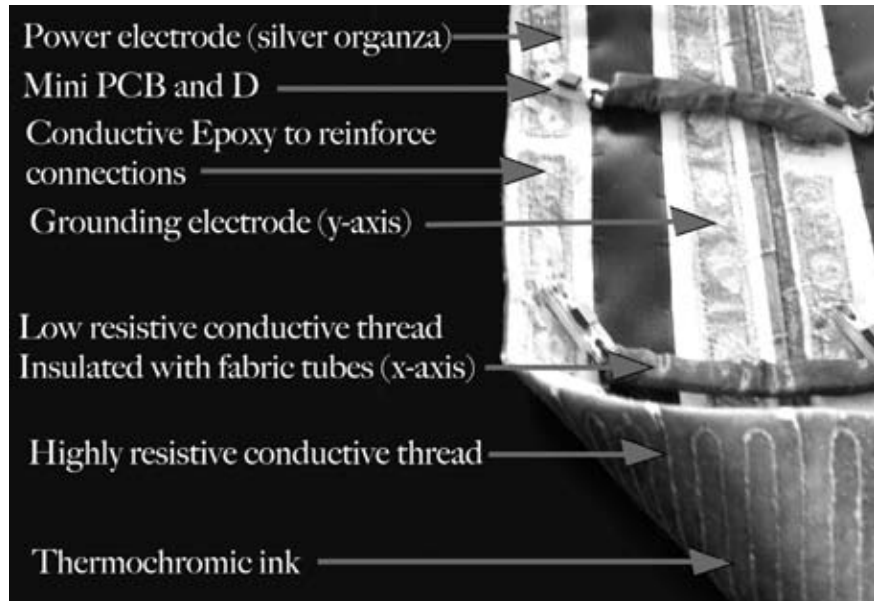 Power electrode (silver organza)
Mini PCB and D
Conductive Epoxy to reinforce
connections
Grounding electrode (y-axis)
Low resistive conductive thread
Insulated with fabric tubes (x-axis)
Highly resistive conductive thread
Thermochromic ink